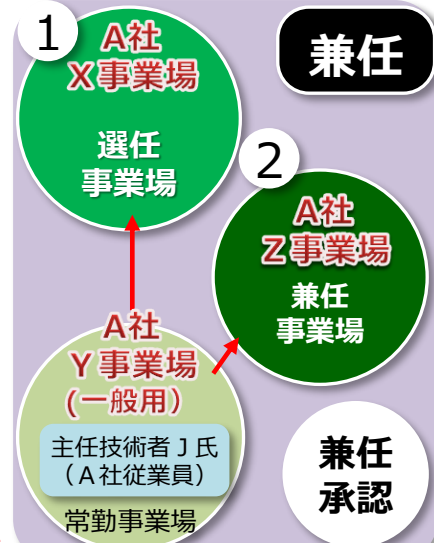 兼任
1
A社
X事業場
選任
事業場
2
A社
Z事業場
兼任
事業場
A社
Y事業場
(一般用）
主任技術者Ｊ氏
（Ａ社従業員）
常勤事業場
兼任
承認